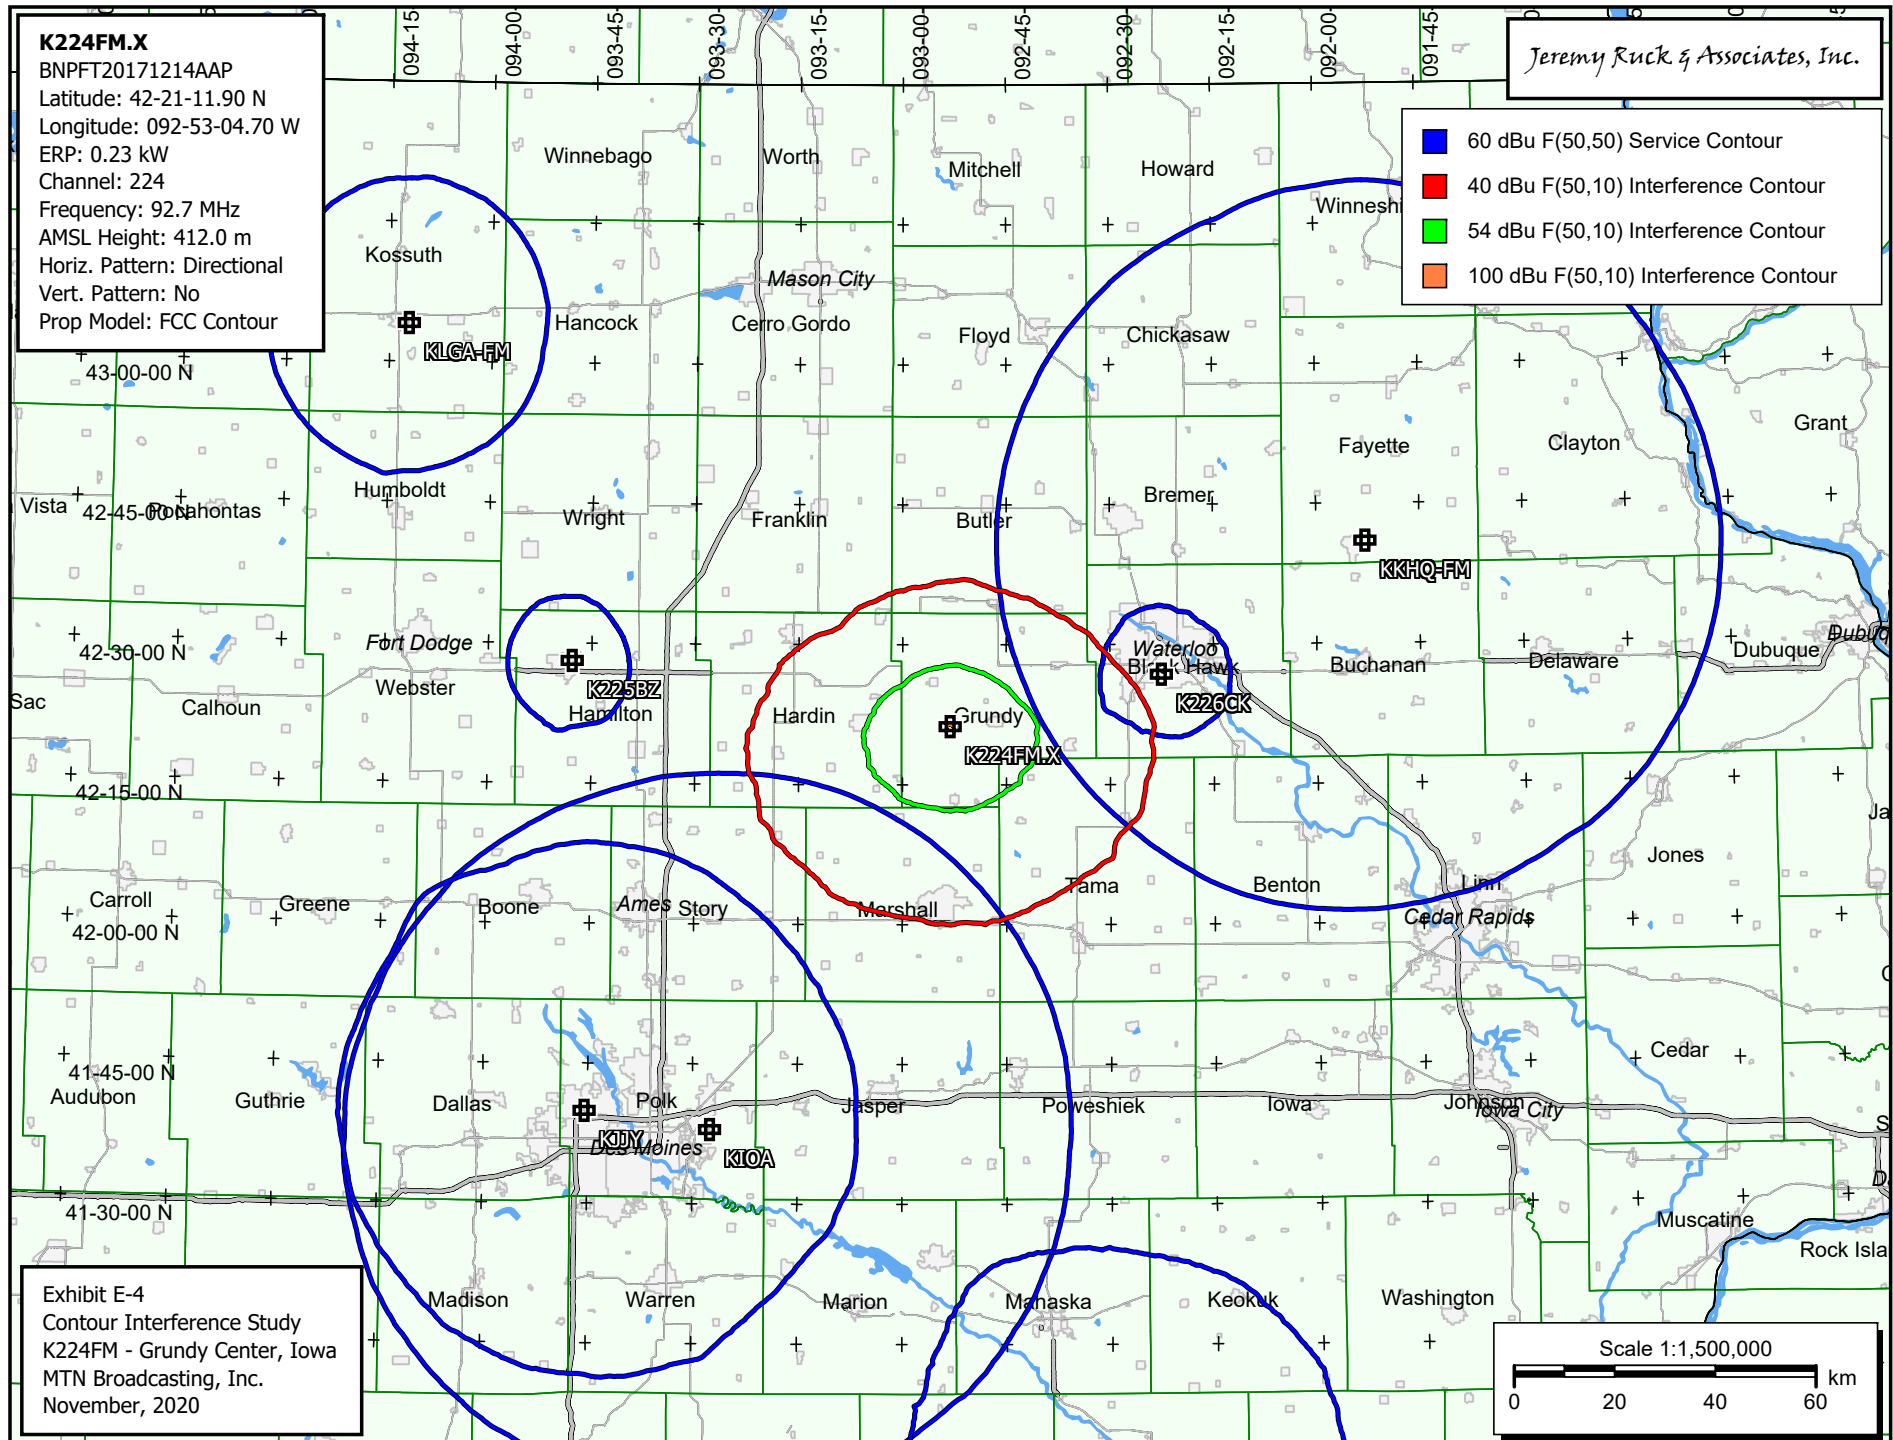 K224FM.X
BNPFT20171214AAP
Latitude: 42-21-11.90 N
Longitude: 092-53-04.70 W
ERP: 0.23 kW
Channel: 224
Frequency: 92.7 MHz
AMSL Height: 412.0 m
Horiz. Pattern: Directional
Vert. Pattern: No
Prop Model: FCC Contour
094-15
094-00
093-45
093-30
093-15
093-00
092-45
092-30
092-15
092-00
091-45
Jeremy Ruck & Associates, Inc.
60 dBu F(50,50) Service Contour
40 dBu F(50,10) Interference Contour
54 dBu F(50,10) Interference Contour
100 dBu F(50,10) Interference Contour
Winnebago
Worth
Mitchell
Howard
Winneshi
Kossuth
Mason City
Hancock
Cerro Gordo
Floyd
Chickasaw
KLGA-FM
43-00-00 N
Grant
Fayette
Clayton
Humboldt
Vista
42-45-00 N
Pocahontas
Wright
Franklin
Butler
Bremer
KKHQ-FM
42-30-00 N
Fort Dodge
Waterloo
Black Hawk
Buchanan
Delaware
Dubuque
Dubuq
Webster
K225BZ
K226CK
Sac
Calhoun
Hamilton
Hardin
Grundy
K224FM.X
42-15-00 N
Ja
Jones
Carroll
Greene
Boone
Ames
Story
Marshall
Tama
Benton
Linn
42-00-00 N
Cedar Rapids
Cedar
41-45-00 N
Audubon
Guthrie
Dallas
Polk
Jasper
Poweshiek
Iowa
Johnson
Iowa City
KJJY
Des Moines
KIOA
41-30-00 N
Muscatine
Rock Isla
Madison
Warren
Marion
Mahaska
Keokuk
Washington
Exhibit E-4
Contour Interference Study
K224FM - Grundy Center, Iowa
MTN Broadcasting, Inc.
November, 2020
Scale 1:1,500,000
km
0 20 40 60